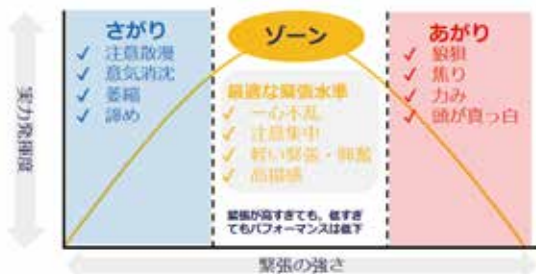 さがり
✓ 注意散漫
✓ 意気消沈
✓ 萎縮
✓ 諦め
ゾーン
最適な緊張水準
✓ 一心不乱
✓ 注意集中
✓ 軽い緊張・興奮
✓ 高揚感
緊張が高すぎても、低すぎ
てもパフォーマンスは低下
あがり
✓ 狼狽
✓ 焦り
✓ 力み
✓ 頭が真っ白
実力発揮度
緊張の強さ